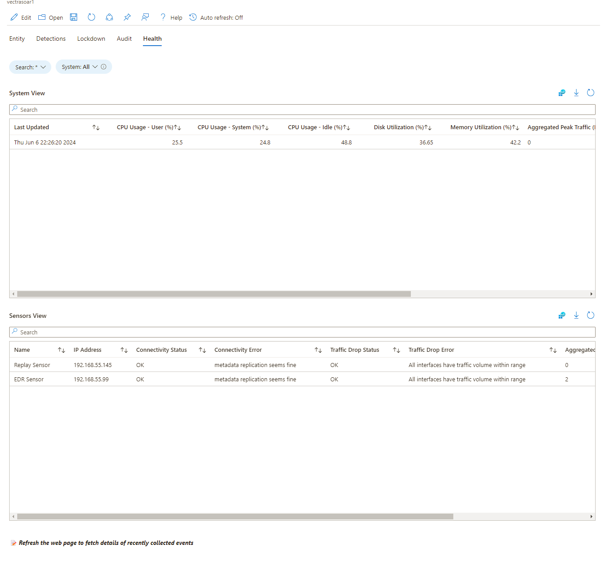 vectrasoar1
Edit Open Help Auto refresh: Off
Entity Detections Lockdown Audit Health
Search: * System: All
System View
Search
Last Updated CPU Usage - User (%) CPU Usage - System (%) CPU Usage - Idle (%) Disk Utilization (%) Memory Utilization (%) Aggregated Peak Traffic (
Thu Jun 6 22:26:20 2024 25.5 24.8 48.8 36.65 42.2 0
Sensors View
Search
Name IP Address Connectivity Status Connectivity Error Traffic Drop Status Traffic Drop Error Aggregated
Replay Sensor 192.168.55.145 OK metadata replication seems fine OK All interfaces have traffic volume within range 0
EDR Sensor 192.168.55.99 OK metadata replication seems fine OK All interfaces have traffic volume within range 2
Refresh the web page to fetch details of recently collected events